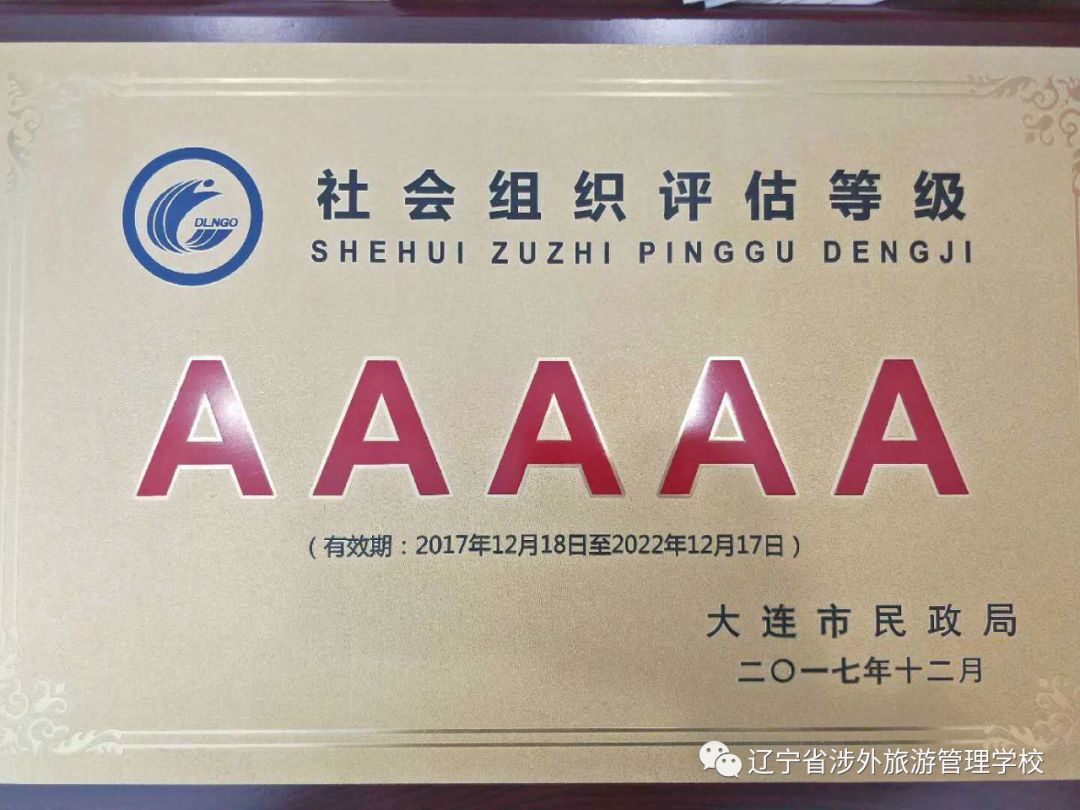 DLNGO
社会组织评估等级
SHEHUI ZUZHI PINGGU DENGJI
AAAAA
（有效期：2017年12月18日至2022年12月17日）
大连市民政局
二〇一七年十二月
辽宁省涉外旅游管理学校